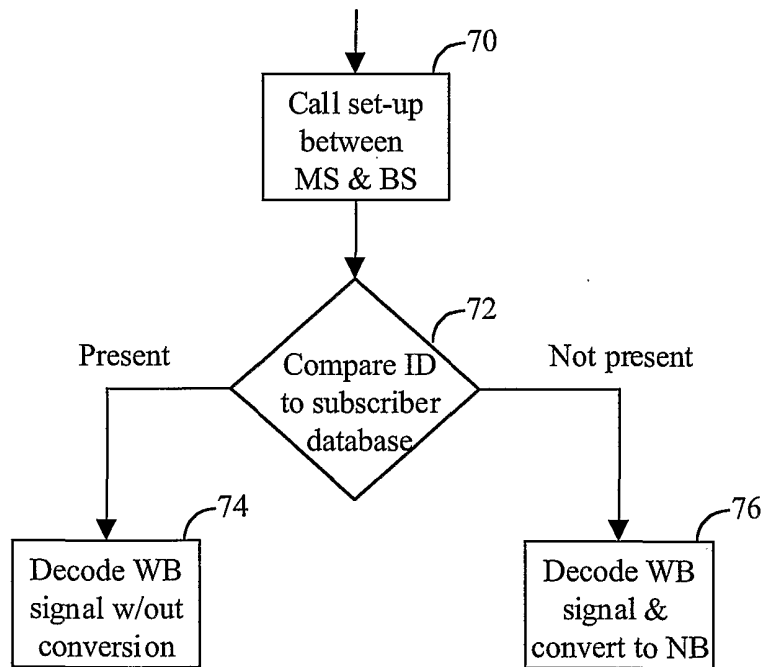 70
Call set-up
between
MS & BS
72
Present
Not present
Compare ID
to subscriber
database
74
76
Decode WB
signal w/out
conversion
Decode WB
signal &
convert to NB